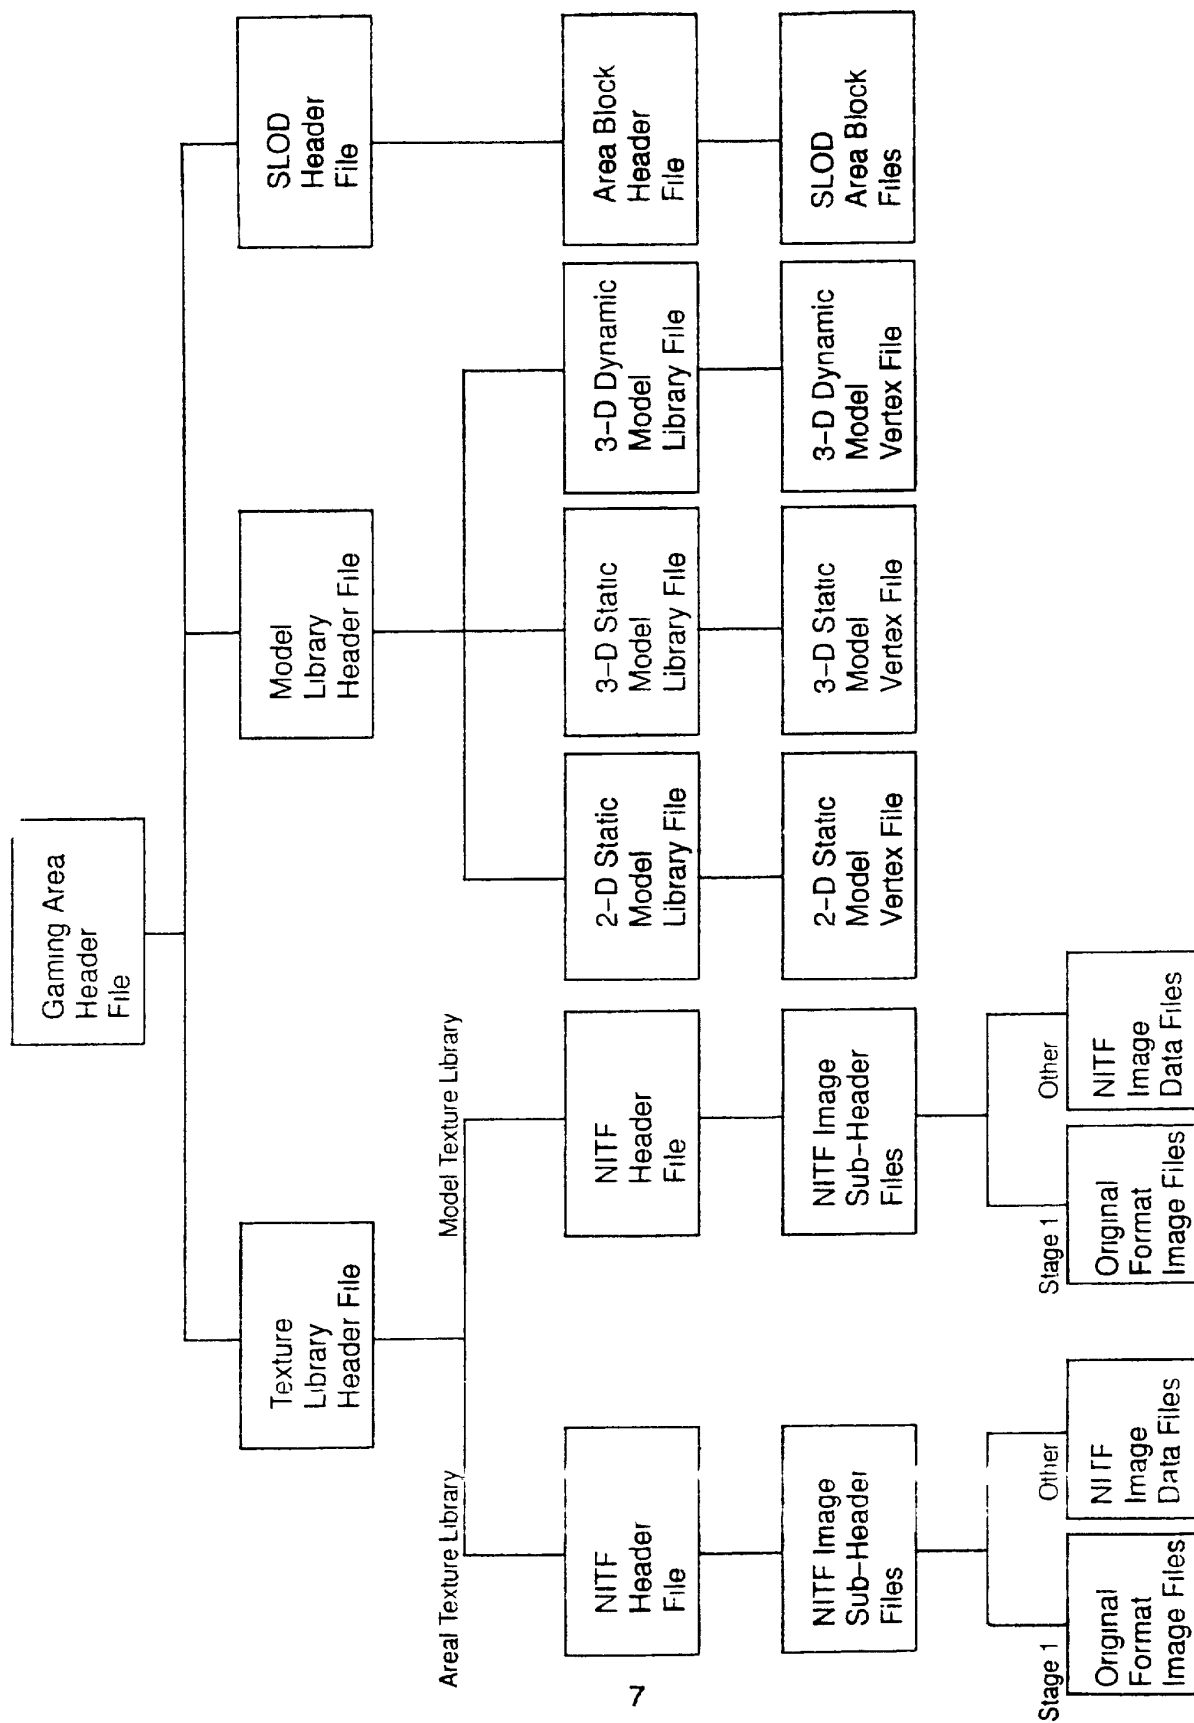 Gaming Area
Header
File
Texture
Library
Header File
Model
Library
Header File
SLOD
Header
File
Areal Texture Library
Model Texture Library
NITF
Header
File
NITF
Header
File
2-D Static
Model
Library File
3-D Static
Model
Library File
3-D Dynamic
Model
Library File
Area Block
Header
File
NITF Image
Sub-Header
Files
NITF Image
Sub-Header
Files
2-D Static
Model
Vertex File
3-D Static
Model
Vertex File
3-D Dynamic
Model
Vertex File
SLOD
Area Block
Files
Stage 1
Other
Stage 1
Other
Original
Format
Image Files
NITF
Image
Data Files
Original
Format
Image Files
NITF
Image
Data Files
7